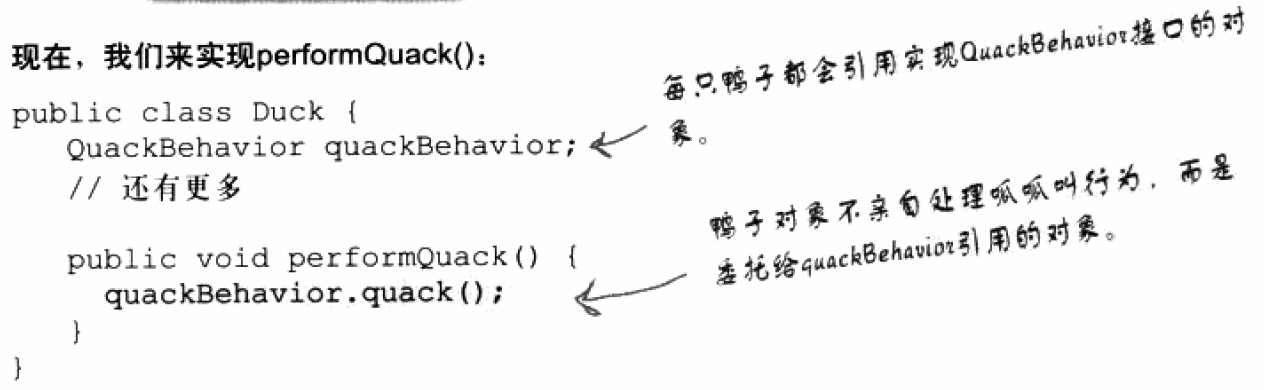 现在，我们来实现performQuack()：
public class Duck {
QuackBehavior quackBehavior;
// 还有更多
public void performQuack() {
quackBehavior.quack();
}
}
每只鸭子都会引用实现QuackBehavior接口的对
象。
鸭子对象不亲自处理呱呱叫行为，而是
委托给quackBehavior引用的对象。